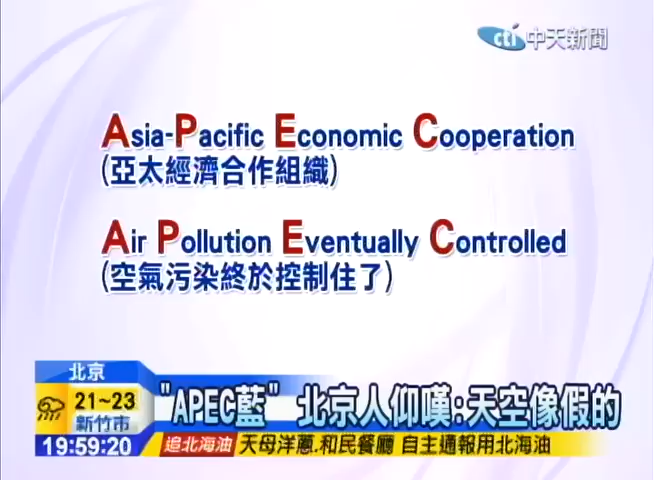 cti 中天新聞
Asia-Pacific Economic Cooperation
(亞太經濟合作組織)
Air Pollution Eventually Controlled
(空氣污染終於控制住了)
北京
21~23
新竹市
19:59:20
"APEC藍" 北京人仰嘆:天空像假的
追北海油 天母洋蔥.和民餐廳 自主通報用北海油